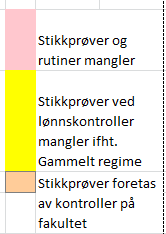 Stikkprøver og
rutiner mangler
Stikkprøver ved
lønnskontroller
mangler ifht.
Gammelt regime
Stikkprøver foretas
av kontroller på
fakultet